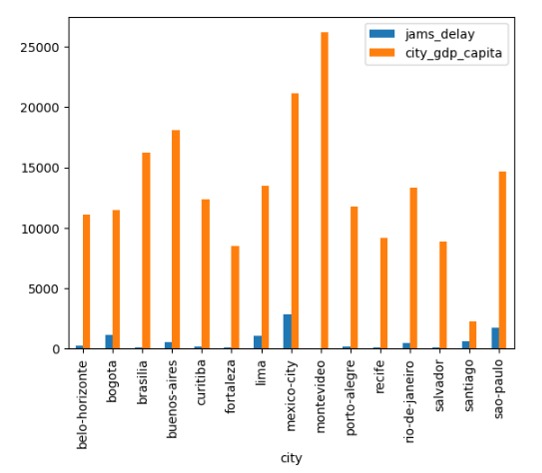 jams_delay
city_gdp_capita
25000
20000
15000
10000
5000
0
belo-horizonte
bogota
brasilia
buenos-aires
curitiba
fortaleza
lima
mexico-city
montevideo
porto-alegre
recife
rio-de-janeiro
salvador
santiago
sao-paulo
city